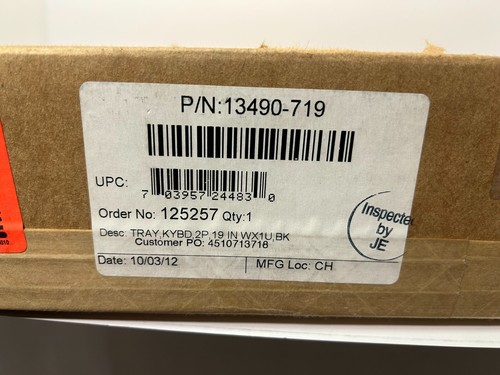 P/N:13490-719
UPC:
7 03957 24483 0
Order No: 125257 Qty:1
Desc: TRAY,KYBD,2P,19 IN WX1U,BK
Customer PO: 4510713718
Date: 10/03/12
MFG Loc: CH
Inspected
by
JE